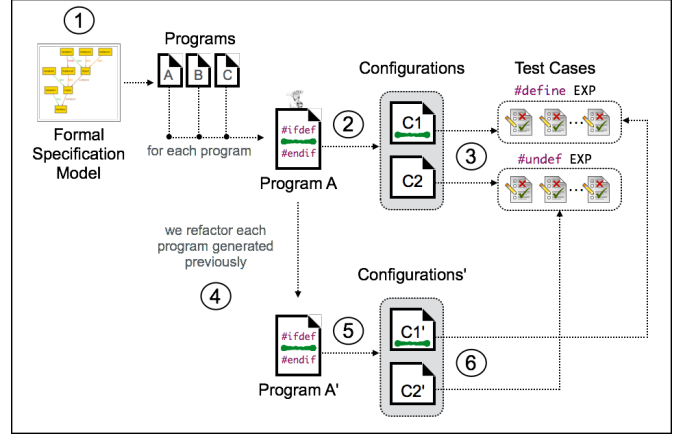 1
Programs
A B C
Formal
Specification
Model
for each program
#ifdef
#endif
Program A
2
Configurations
C1
C2
3
Test Cases
#define EXP
...
#undef EXP
...
we refactor each
program generated
previously
4
#ifdef
#endif
Program A'
5
Configurations'
C1'
C2'
6